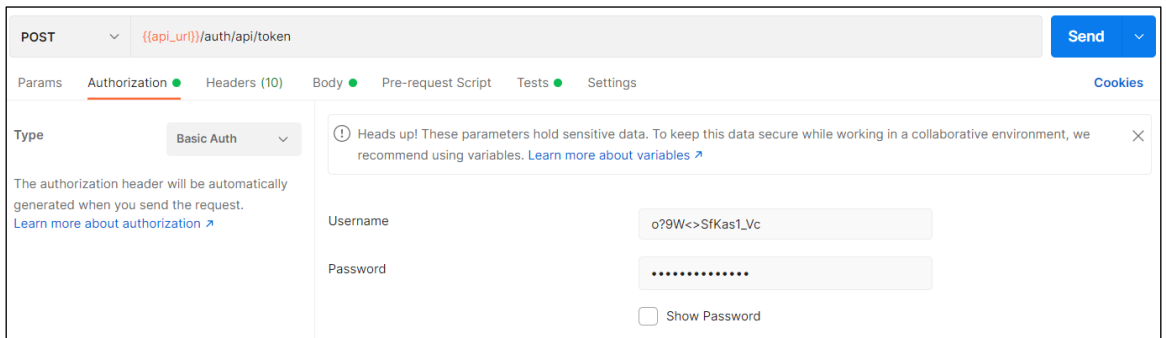 POST {{api_url}}/auth/api/token Send
Params Authorization Headers (10) Body Pre-request Script Tests Settings Cookies
Type Basic Auth
The authorization header will be automatically
generated when you send the request.
Learn more about authorization ↗
Heads up! These parameters hold sensitive data. To keep this data secure while working in a collaborative environment, we
recommend using variables. Learn more about variables ↗
Username o?9W<>SfKas1_Vc
Password ••••••••••••••
Show Password